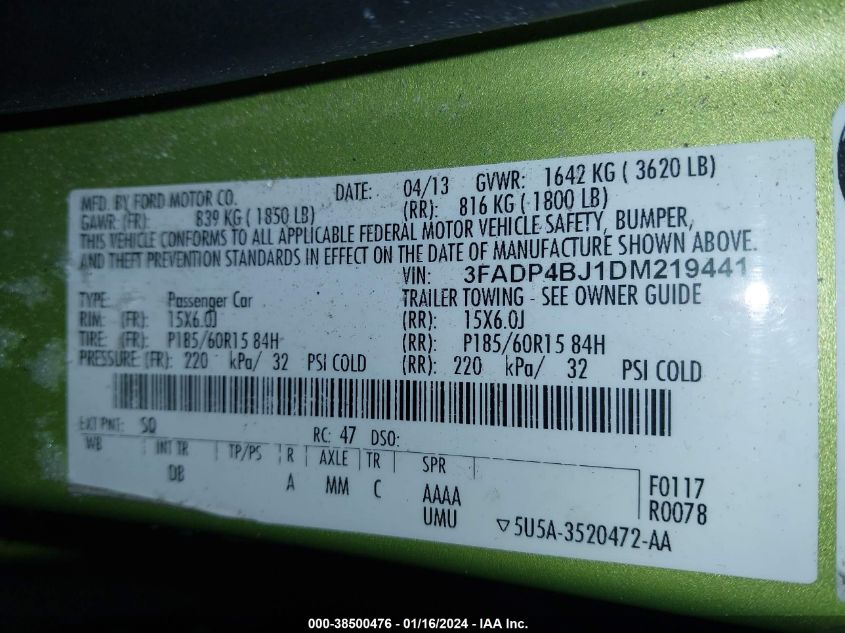 MFD. BY FORD MOTOR CO. DATE: 04/13 GVWR: 1642 KG ( 3620 LB)
GAWR: (FR): 839 KG ( 1850 LB) (RR): 816 KG ( 1800 LB)
THIS VEHICLE CONFORMS TO ALL APPLICABLE FEDERAL MOTOR VEHICLE SAFETY, BUMPER,
AND THEFT PREVENTION STANDARDS IN EFFECT ON THE DATE OF MANUFACTURE SHOWN ABOVE.
VIN: 3FADP4BJ1DM219441
TYPE: Passenger Car TRAILER TOWING - SEE OWNER GUIDE
RIM: (FR): 15X6.0J (RR): 15X6.0J
TIRE: (FR): P185/60R15 84H (RR): P185/60R15 84H
PRESSURE: (FR): 220 kPa/ 32 PSI COLD (RR): 220 kPa/ 32 PSI COLD
EXT PNT: SQ RC: 47 DSO:
WB INT TR TP/PS R AXLE TR SPR
DB A MM C AAAA F0117
UMU R0078
▽5U5A-3520472-AA
000-38500476 - 01/16/2024 - IAA Inc.